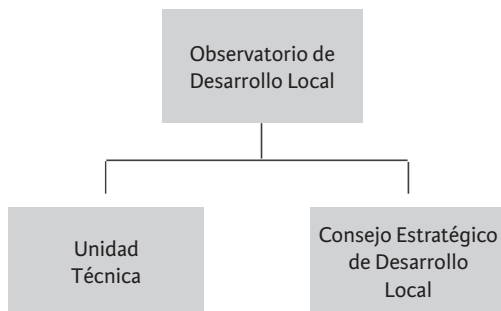 Observatorio de
Desarrollo Local
Unidad
Técnica
Consejo Estratégico
de Desarrollo
Local